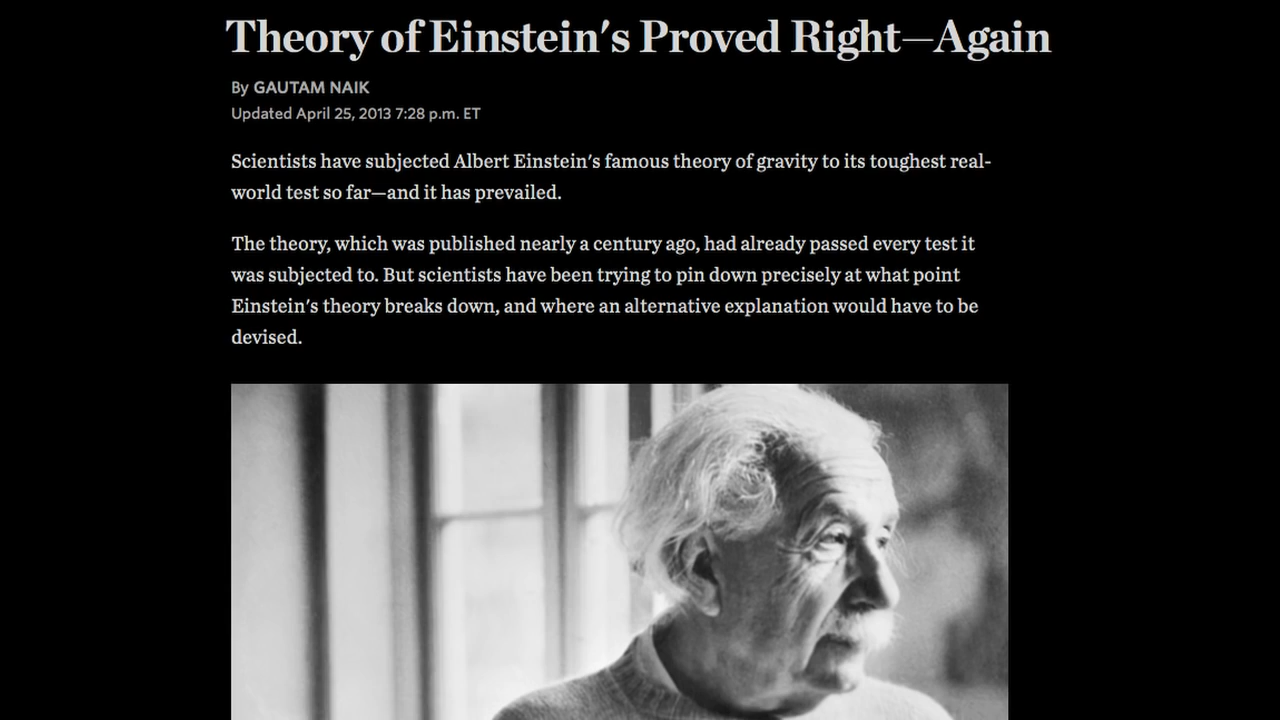 Theory of Einstein's Proved Right—Again
By GAUTAM NAIK
Updated April 25, 2013 7:28 p.m. ET
Scientists have subjected Albert Einstein's famous theory of gravity to its toughest real-
world test so far—and it has prevailed.
The theory, which was published nearly a century ago, had already passed every test it
was subjected to. But scientists have been trying to pin down precisely at what point
Einstein's theory breaks down, and where an alternative explanation would have to be
devised.